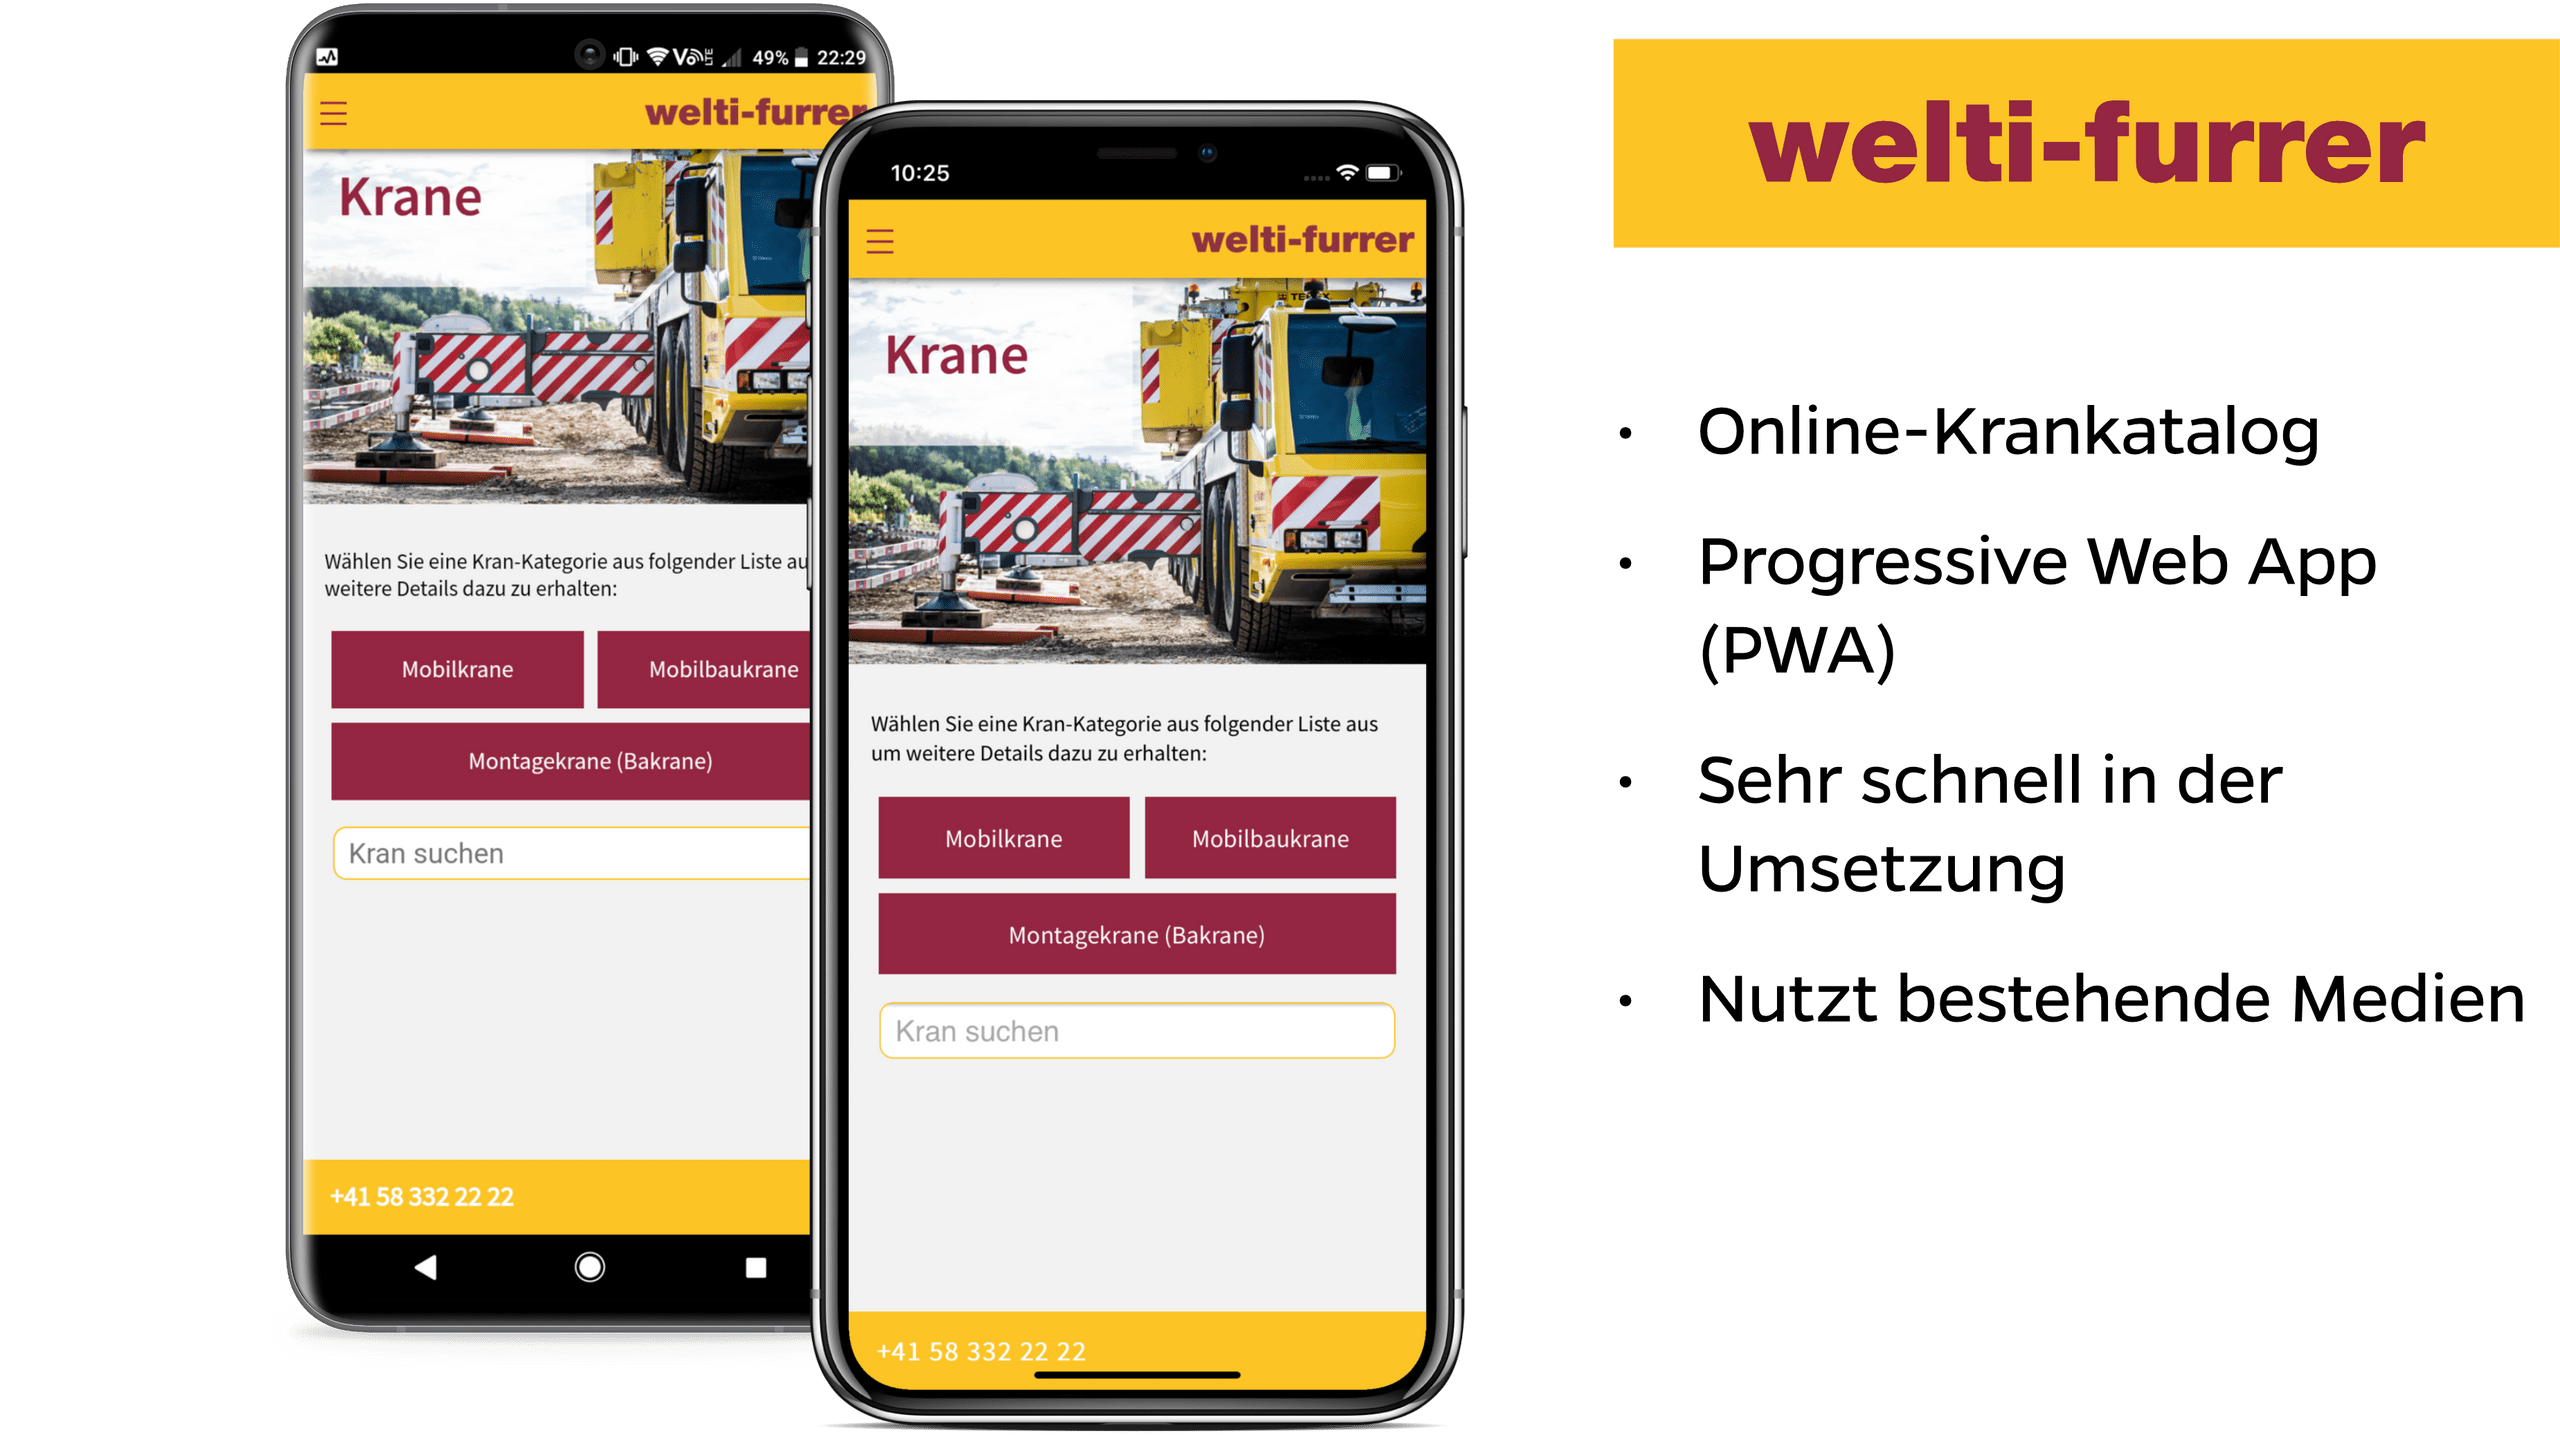 49% 22:29
welti-furrer
Krane
Wählen Sie eine Kran-Kategorie aus folgender Liste au
weitere Details dazu zu erhalten:
Mobilkrane
Mobilbaukrane
Montagekrane (Bakrane)
Kran suchen
+41 58 332 22 22
10:25
welti-furrer
Krane
Wählen Sie eine Kran-Kategorie aus folgender Liste aus
um weitere Details dazu zu erhalten:
Mobilkrane
Mobilbaukrane
Montagekrane (Bakrane)
Kran suchen
+41 58 332 22 22
welti-furrer
• Online-Krankatalog
• Progressive Web App
(PWA)
• Sehr schnell in der
Umsetzung
• Nutzt bestehende Medien